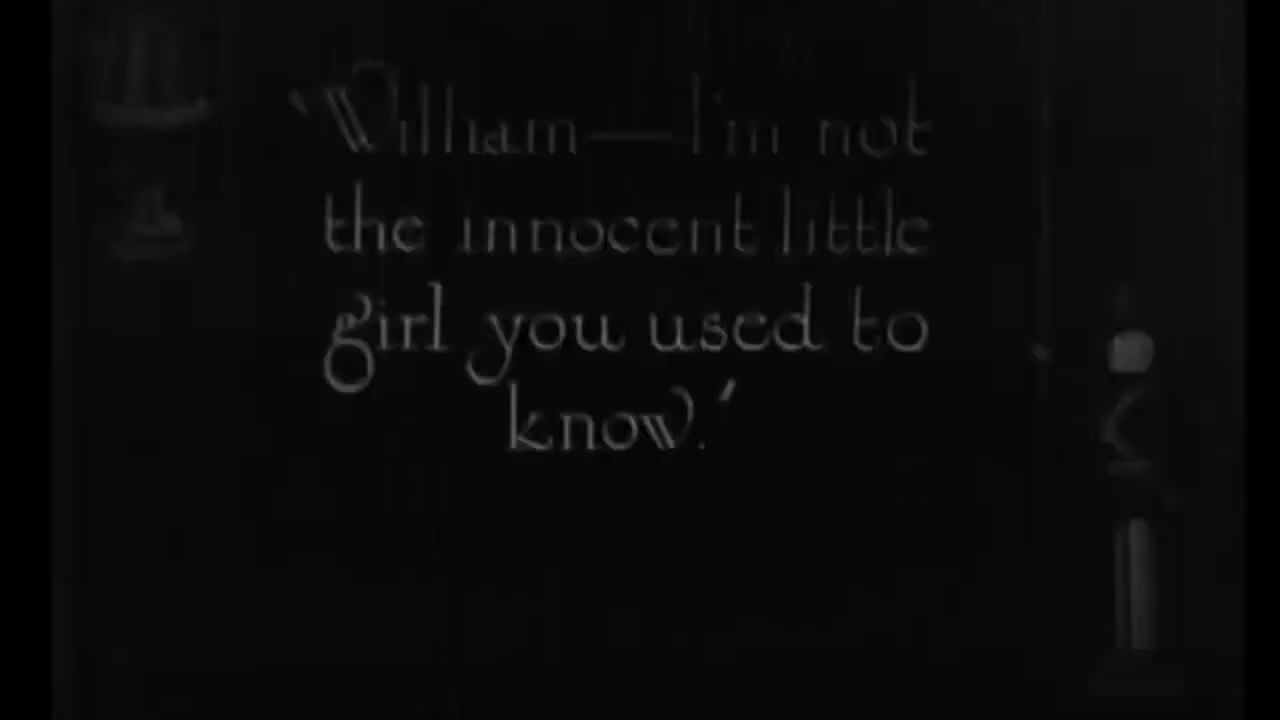 'William—I'm not
the innocent little
girl you used to
know.'